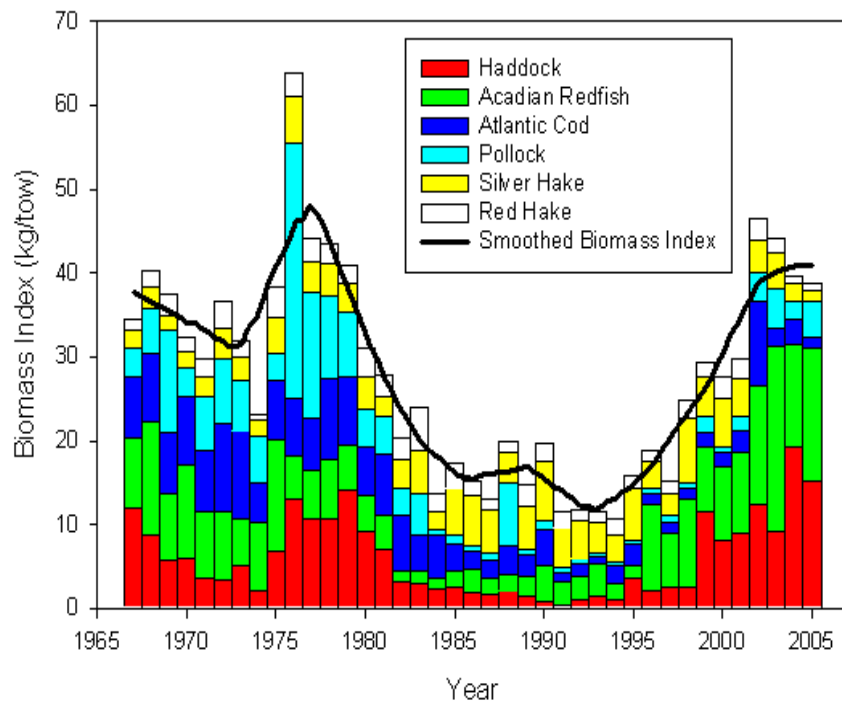 70
60
50
40
30
20
10
0
Biomass Index (kg/tow)
Haddock
Acadian Redfish
Atlantic Cod
Pollock
Silver Hake
Red Hake
Smoothed Biomass Index
1965 1970 1975 1980 1985 1990 1995 2000 2005
Year